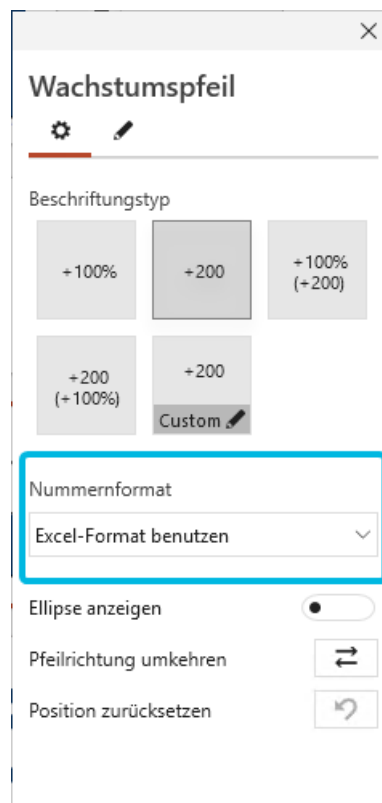 Wachstumspfeil
Beschriftungstyp
+100%
+200
+100%
(+200)
+200
(+100%)
+200
Custom
Nummernformat
Excel-Format benutzen
Ellipse anzeigen
Pfeilrichtung umkehren
Position zurücksetzen